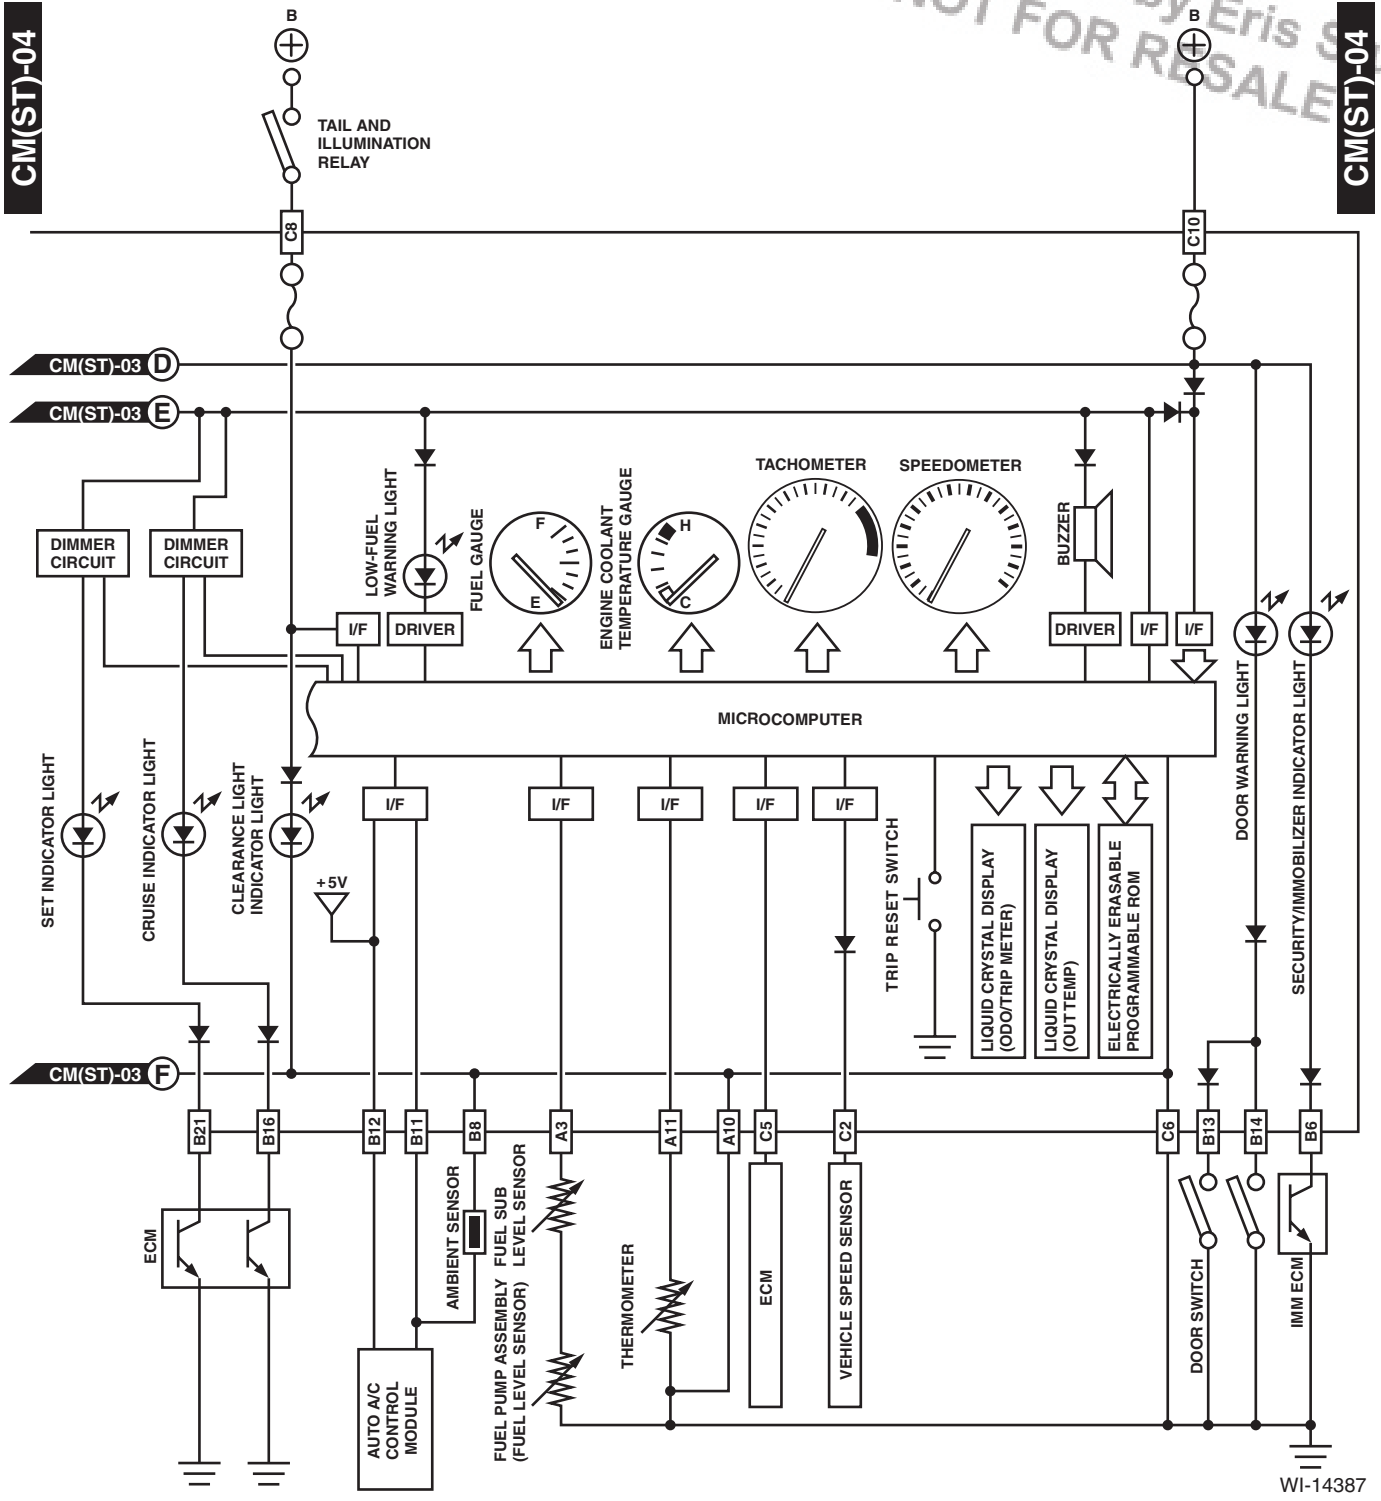 by Eris S
NOT FOR RESALE
CM(ST)-04
CM(ST)-04
B
B
TAIL AND
ILLUMINATION
RELAY
C8
C10
CM(ST)-03 D
CM(ST)-03 E
TACHOMETER
SPEEDOMETER
LOW-FUEL
WARNING LIGHT
FUEL GAUGE
F
E
ENGINE COOLANT
TEMPERATURE GAUGE
H
C
BUZZER
DIMMER
CIRCUIT
DIMMER
CIRCUIT
I/F
DRIVER
DRIVER
I/F
I/F
MICROCOMPUTER
DOOR WARNING LIGHT
SECURITY/IMMOBILIZER INDICATOR LIGHT
SET INDICATOR LIGHT
CRUISE INDICATOR LIGHT
CLEARANCE LIGHT
INDICATOR LIGHT
I/F
I/F
I/F
I/F
I/F
+5V
TRIP RESET SWITCH
LIQUID CRYSTAL DISPLAY
(ODO/TRIP METER)
LIQUID CRYSTAL DISPLAY
(OUT TEMP)
ELECTRICALLY ERASABLE
PROGRAMMABLE ROM
CM(ST)-03 F
B21
B16
B12
B11
B8
A3
A11
A10
C5
C2
C6
B13
B14
B6
ECM
AMBIENT SENSOR
FUEL SUB
LEVEL SENSOR
FUEL PUMP ASSEMBLY
(FUEL LEVEL SENSOR)
THERMOMETER
ECM
VEHICLE SPEED SENSOR
DOOR SWITCH
IMM ECM
AUTO A/C
CONTROL
MODULE
WI-14387